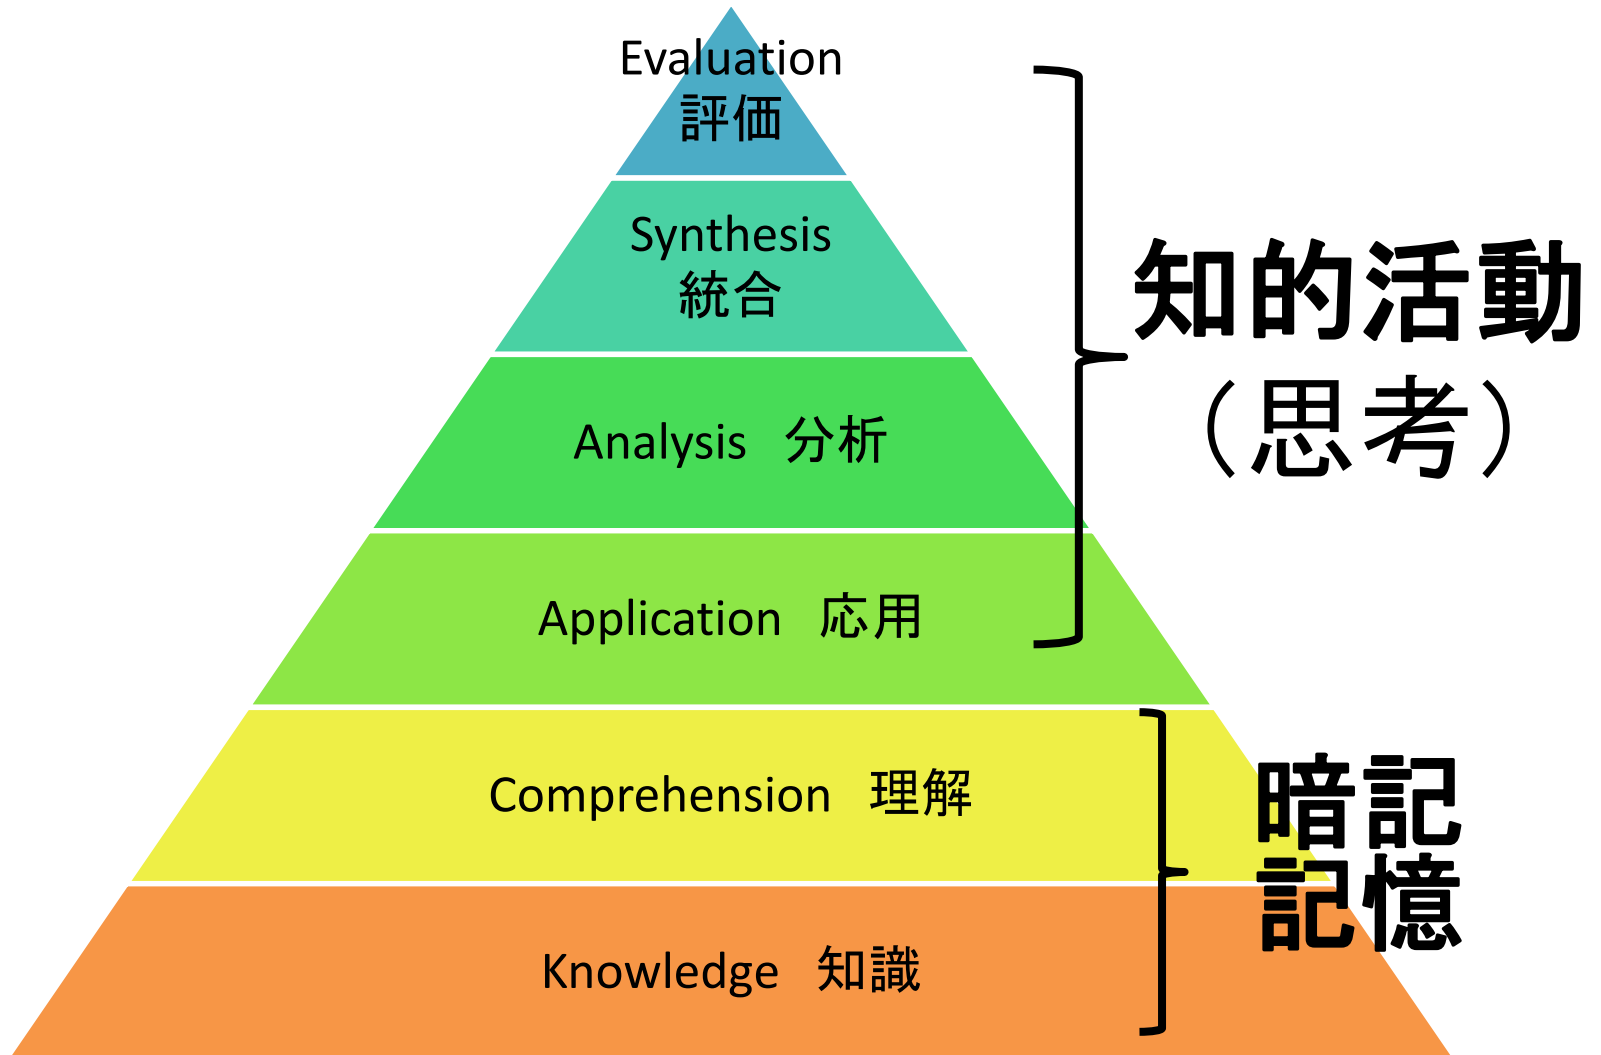 Evaluation
評価
Synthesis
統合
Analysis 分析
Application 応用
Comprehension 理解
Knowledge 知識
知的活動
（思考）
暗記
記憶